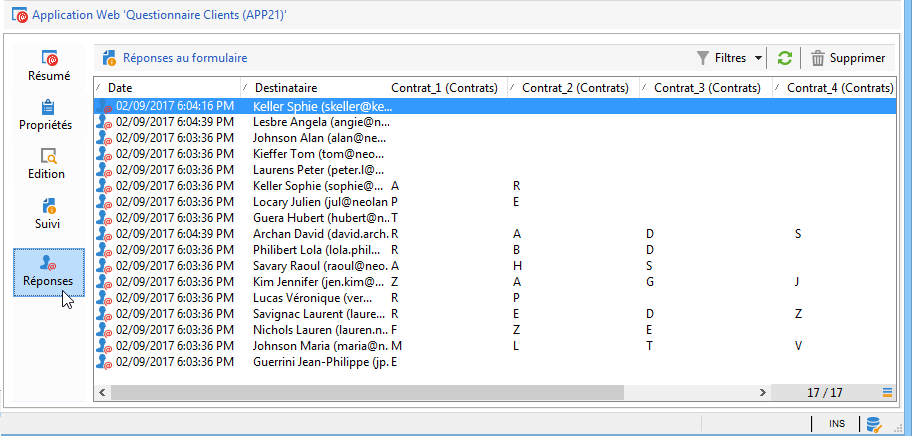 Application Web 'Questionnaire Clients (APP21)'
Résumé
Propriétés
Edition
Suivi
Réponses
Réponses au formulaire Filtres Supprimer
Date Destinataire Contrat_1 (Contrats) Contrat_2 (Contrats) Contrat_3 (Contrats) Contrat_4 (Contrats)
02/09/2017 6:04:16 PM Keller Sphie (skeller@ke...
02/09/2017 6:04:39 PM Lesbre Angela (angie@n...
02/09/2017 6:03:36 PM Johnson Alan (alan@ne...
02/09/2017 6:03:36 PM Kieffer Tom (tom@neo...
02/09/2017 6:03:36 PM Laurens Peter (peter.l@...
02/09/2017 6:03:36 PM Keller Sophie (sophie@... A R
02/09/2017 6:03:36 PM Locary Julien (jul@neolan P E
02/09/2017 6:03:36 PM Guera Hubert (hubert@n.. T
02/09/2017 6:04:39 PM Archan David (david.arch. R A D S
02/09/2017 6:03:36 PM Philibert Lola (lola.phil... R B D
02/09/2017 6:03:36 PM Savary Raoul (raoul@neo. A H S
02/09/2017 6:03:36 PM Kim Jennifer (jen.kim@... Z A G J
02/09/2017 6:03:36 PM Lucas Véronique (ver... R P
02/09/2017 6:03:36 PM Savignac Laurent (laure... R E D Z
02/09/2017 6:03:36 PM Nichols Lauren (lauren.n.. F Z E
02/09/2017 6:03:36 PM Johnson Maria (maria@n.. M L T V
02/09/2017 6:03:36 PM Guerrini Jean-Philippe (jp. E
17 / 17
INS